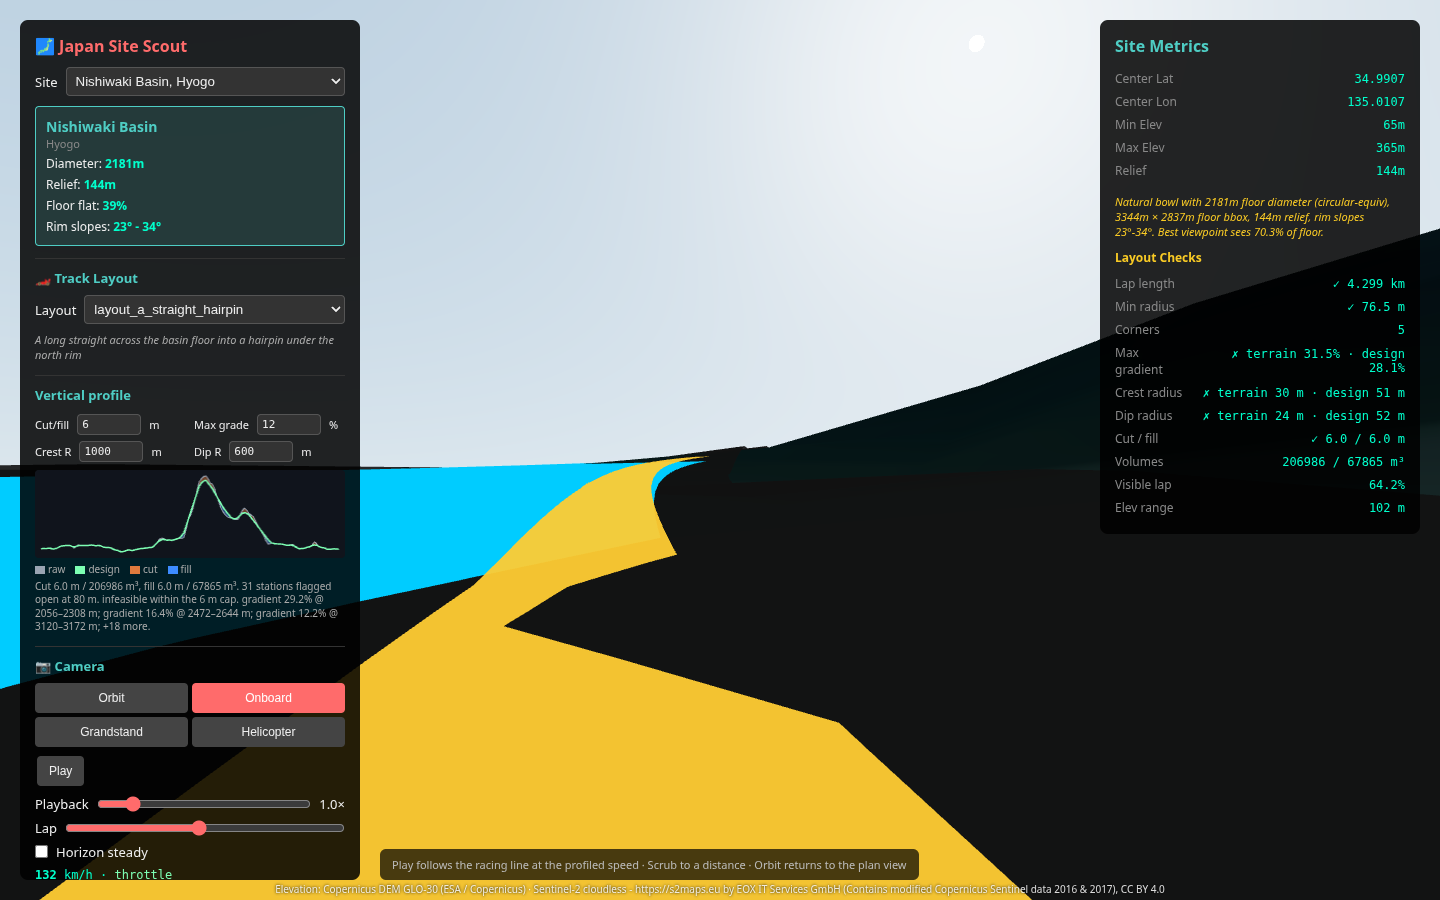 Japan Site Scout
Site Nishiwaki Basin, Hyogo
Nishiwaki Basin
Hyogo
Diameter: 2181m
Relief: 144m
Floor flat: 39%
Rim slopes: 23° - 34°
Track Layout
Layout layout_a_straight_hairpin
A long straight across the basin floor into a hairpin under the
north rim
Vertical profile
Cut/fill 6 m Max grade 12 %
Crest R 1000 m Dip R 600 m
raw design cut fill
Cut 6.0 m / 206986 m³, fill 6.0 m / 67865 m³. 31 stations flagged
open at 80 m. infeasible within the 6 m cap. gradient 29.2% @
2056–2308 m; gradient 16.4% @ 2472–2644 m; gradient 12.2% @
3120–3172 m; +18 more.
Camera
Orbit Onboard
Grandstand Helicopter
Play
Playback 1.0×
Lap
Horizon steady
132 km/h · throttle
Site Metrics
Center Lat 34.9907
Center Lon 135.0107
Min Elev 65m
Max Elev 365m
Relief 144m
Natural bowl with 2181m floor diameter (circular-equiv),
3344m × 2837m floor bbox, 144m relief, rim slopes
23°-34°. Best viewpoint sees 70.3% of floor.
Layout Checks
Lap length ✓ 4.299 km
Min radius ✓ 76.5 m
Corners 5
Max gradient ✗ terrain 31.5% · design
28.1%
Crest radius ✗ terrain 30 m · design 51 m
Dip radius ✗ terrain 24 m · design 52 m
Cut / fill ✓ 6.0 / 6.0 m
Volumes 206986 / 67865 m³
Visible lap 64.2%
Elev range 102 m
Play follows the racing line at the profiled speed · Scrub to a distance · Orbit returns to the plan view
Elevation: Copernicus DEM GLO-30 (ESA / Copernicus) · Sentinel-2 cloudless - https://s2maps.eu by EOX IT Services GmbH (Contains modified Copernicus Sentinel data 2016 & 2017), CC BY 4.0